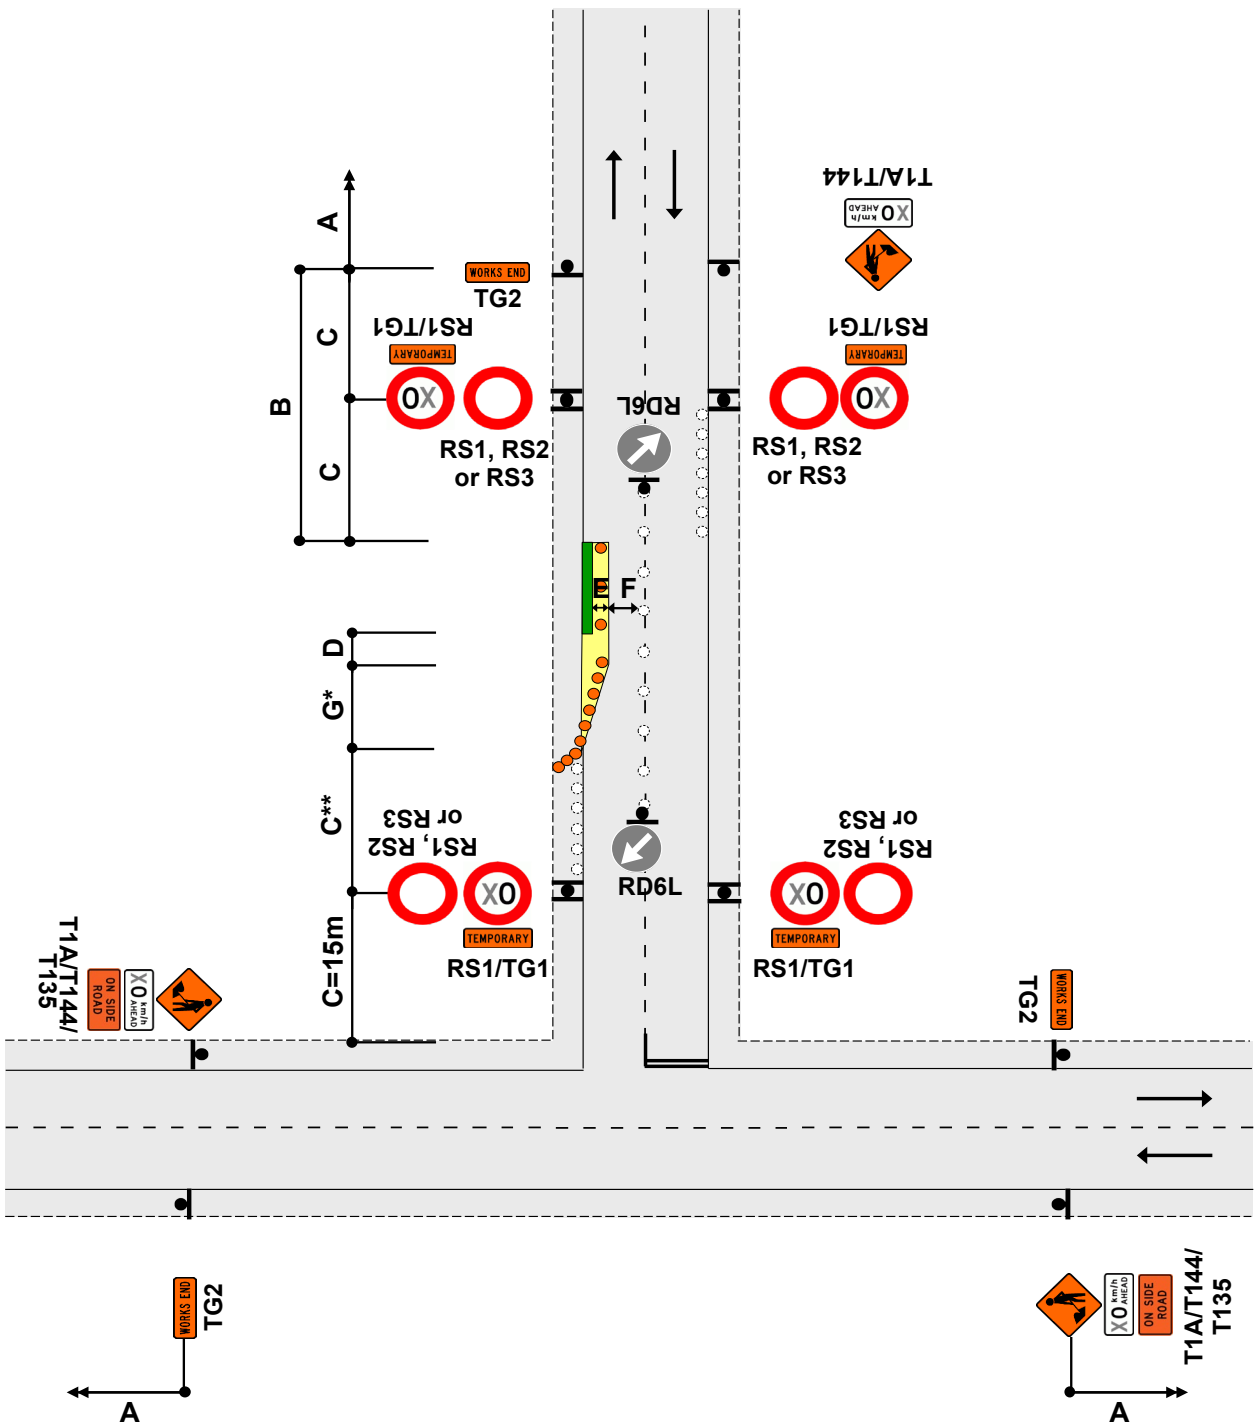 T1A/T144
X0 km/h
AHEAD
A
WORKS END
TG2
RS1/TG1
TEMPORARY
X0
RS1/TG1
TEMPORARY
X0
C
B
RD6L
RS1, RS2
or RS3
RS1, RS2
or RS3
C
E
F
D
G*
C**
RS1, RS2
or RS3
X0
TEMPORARY
RS1/TG1
RD6L
RS1, RS2
or RS3
X0
TEMPORARY
RS1/TG1
C=15m
T1A/T144/
T135
ON SIDE
ROAD
X0 km/h
AHEAD
TG2
WORKS END
WORKS END
TG2
A
X0 km/h
AHEAD
ON SIDE
ROAD
T1A/T144/
T135
A